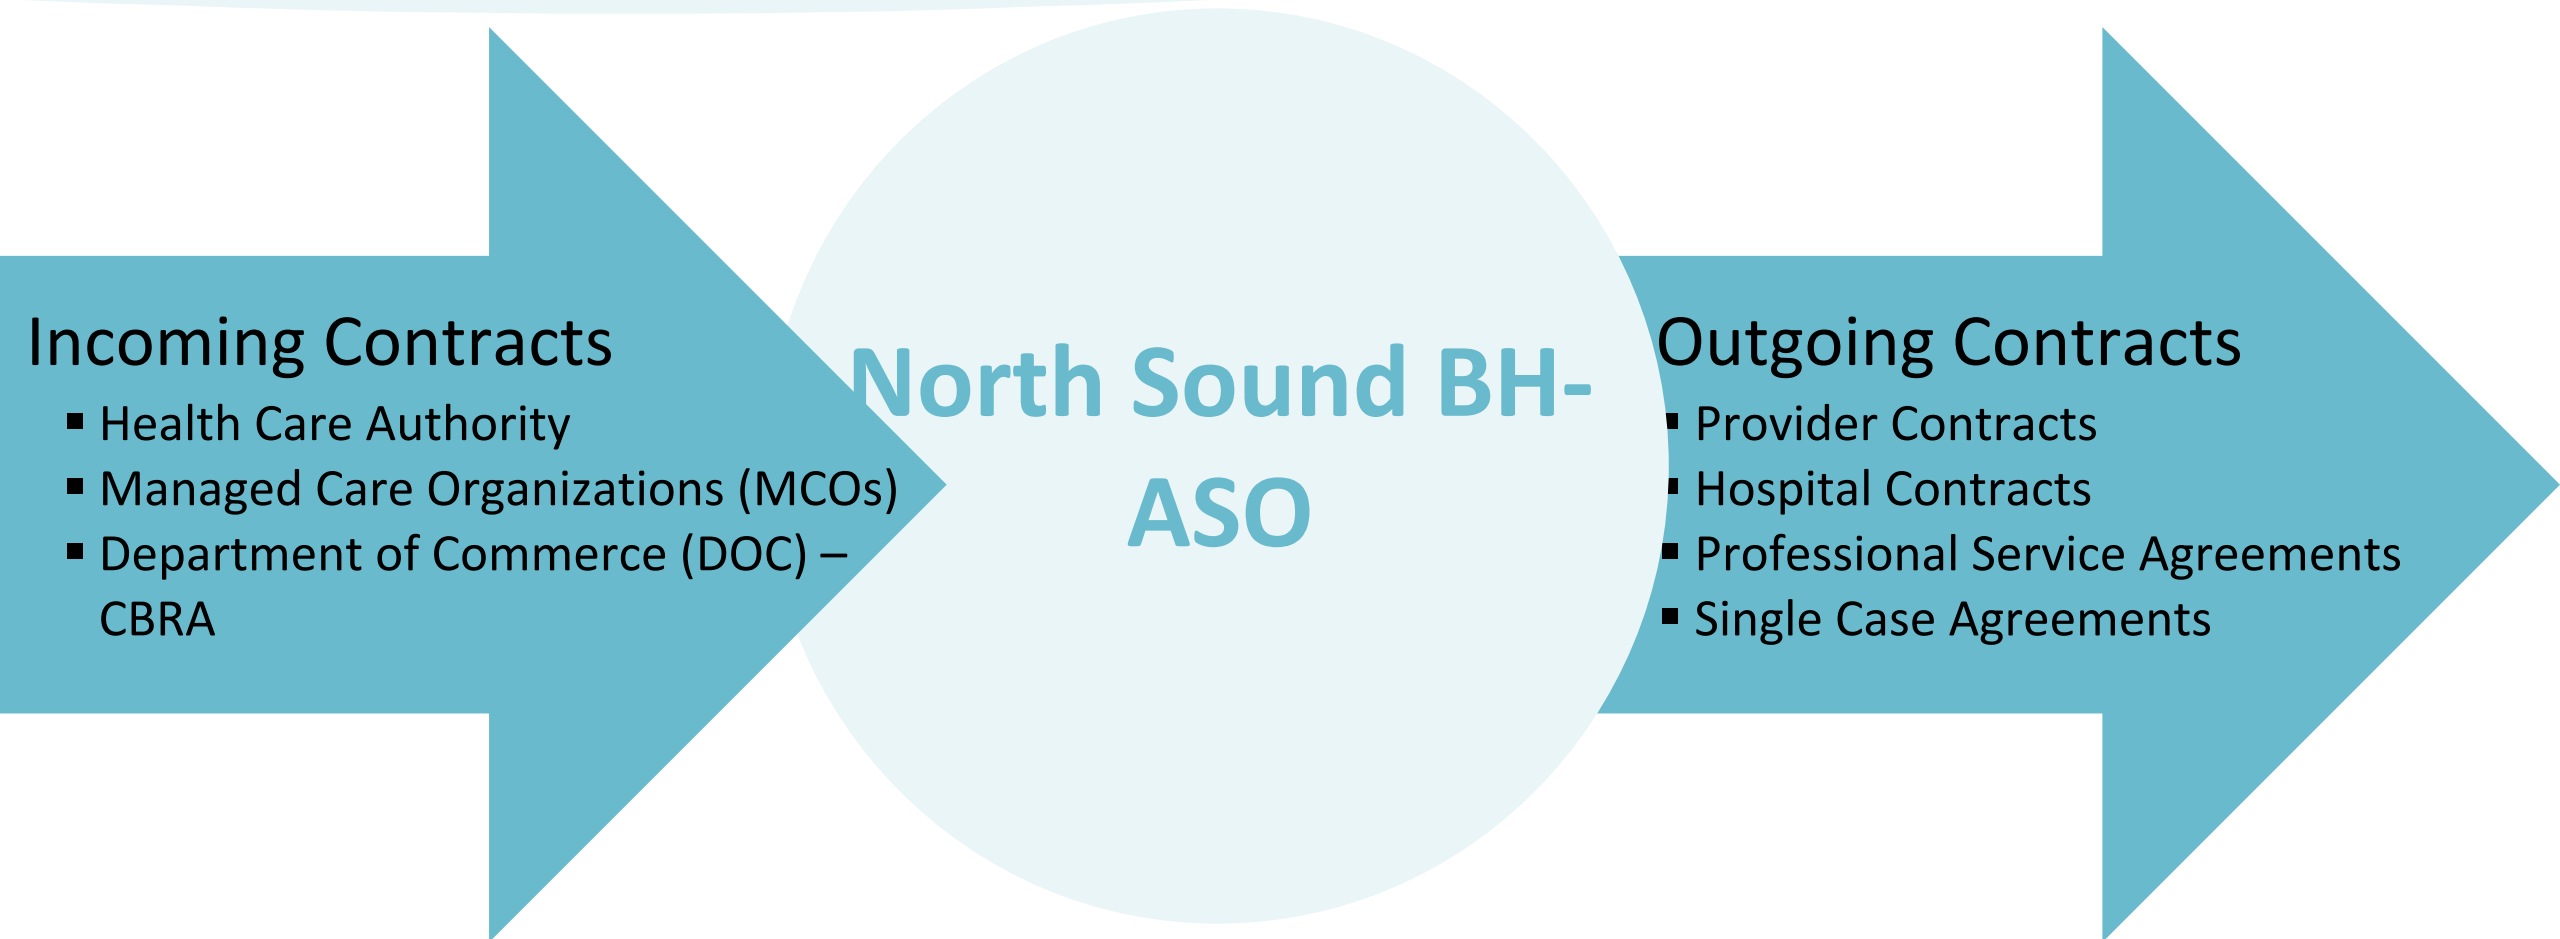 Incoming Contracts
▪ Health Care Authority
▪ Managed Care Organizations (MCOs)
▪ Department of Commerce (DOC) –
CBRA
North Sound BH-
ASO
Outgoing Contracts
▪ Provider Contracts
▪ Hospital Contracts
▪ Professional Service Agreements
▪ Single Case Agreements